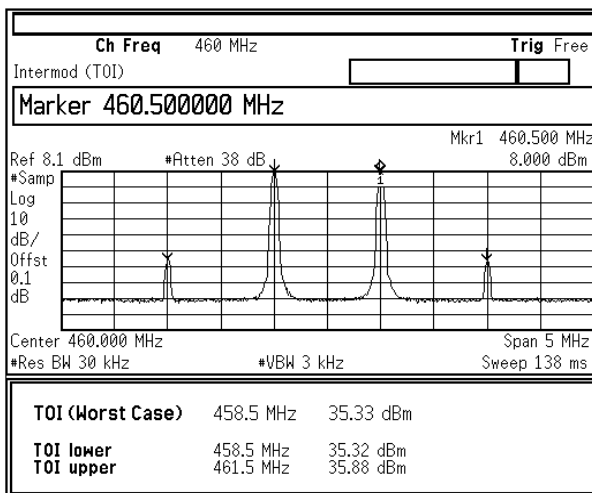 Ch Freq 460 MHz Trig Free
Intermod (TOI)
Marker 460.500000 MHz
Mkr1 460.500 MHz
Ref 8.1 dBm #Atten 38 dB 8.000 dBm
#Samp
Log
10
dB/
Offst
0.1
dB
1
Center 460.000 MHz Span 5 MHz
#Res BW 30 kHz #VBW 3 kHz Sweep 138 ms
TOI (Worst Case) 458.5 MHz 35.33 dBm
TOI lower 458.5 MHz 35.32 dBm
TOI upper 461.5 MHz 35.88 dBm